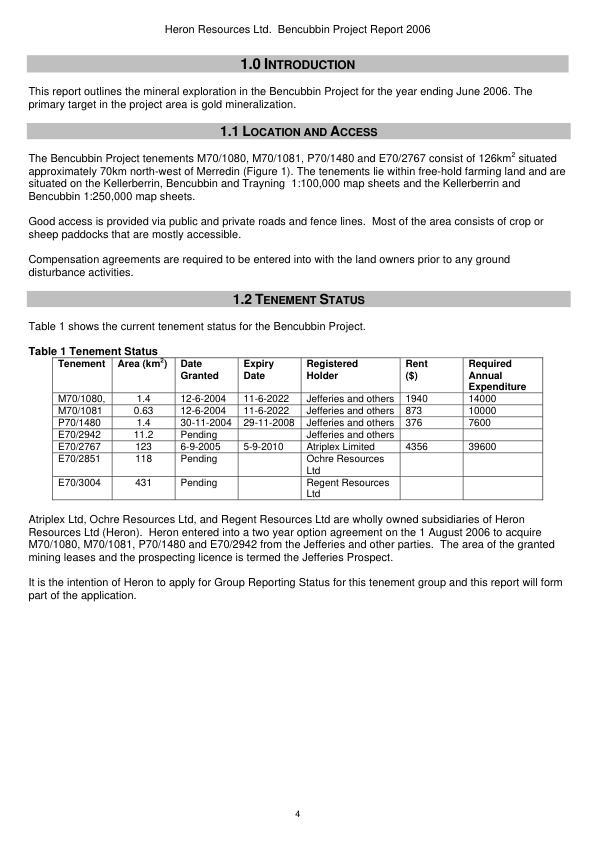 Heron Resources Ltd.  Bencubbin Project Report 2006
1.0 INTRODUCTION
This report outlines the mineral exploration in the Bencubbin Project for the year ending June 2006. The
primary target in the project area is gold mineralization.
1.1 LOCATION AND ACCESS
The Bencubbin Project tenements M70/1080, M70/1081, P70/1480 and E70/2767 consist of 126km² situated
approximately 70km north-west of Merredin (Figure 1). The tenements lie within free-hold farming land and are
situated on the Kellerberrin, Bencubbin and Trayning  1:100,000 map sheets and the Kellerberrin and
Bencubbin 1:250,000 map sheets.
Good access is provided via public and private roads and fence lines.  Most of the area consists of crop or
sheep paddocks that are mostly accessible.
Compensation agreements are required to be entered into with the land owners prior to any ground
disturbance activities.
1.2 TENEMENT STATUS
Table 1 shows the current tenement status for the Bencubbin Project.
Table 1 Tenement Status
Tenement Area (km²) Date Expiry Registered Rent Required
Granted Date Holder ($) Annual
Expenditure
M70/1080, 1.4 12-6-2004 11-6-2022 Jefferies and others 1940 14000
M70/1081 0.63 12-6-2004 11-6-2022 Jefferies and others 873 10000
P70/1480 1.4 30-11-2004 29-11-2008 Jefferies and others 376 7600
E70/2942 11.2 Pending Jefferies and others
E70/2767 123 6-9-2005 5-9-2010 Atriplex Limited 4356 39600
E70/2851 118 Pending Ochre Resources
Ltd
E70/3004 431 Pending Regent Resources
Ltd
Atriplex Ltd, Ochre Resources Ltd, and Regent Resources Ltd are wholly owned subsidiaries of Heron
Resources Ltd (Heron).  Heron entered into a two year option agreement on the 1 August 2006 to acquire
M70/1080, M70/1081, P70/1480 and E70/2942 from the Jefferies and other parties.  The area of the granted
mining leases and the prospecting licence is termed the Jefferies Prospect.
It is the intention of Heron to apply for Group Reporting Status for this tenement group and this report will form
part of the application.
4